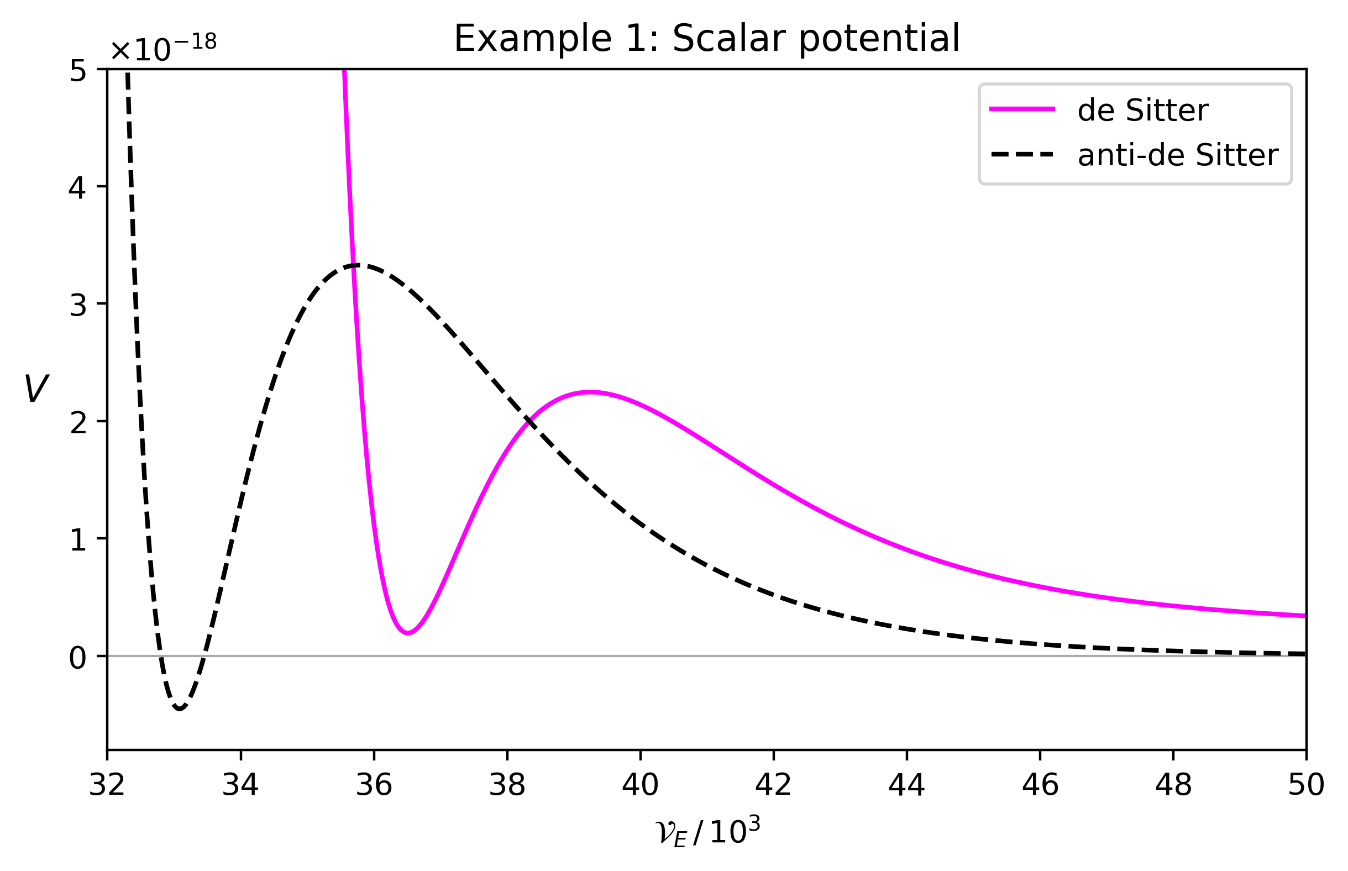 Example 1: Scalar potential
×10⁻¹⁸
5
4
3
2
1
0
V
de Sitter
anti-de Sitter
32 34 36 38 40 42 44 46 48 50
𝒱_E / 10³